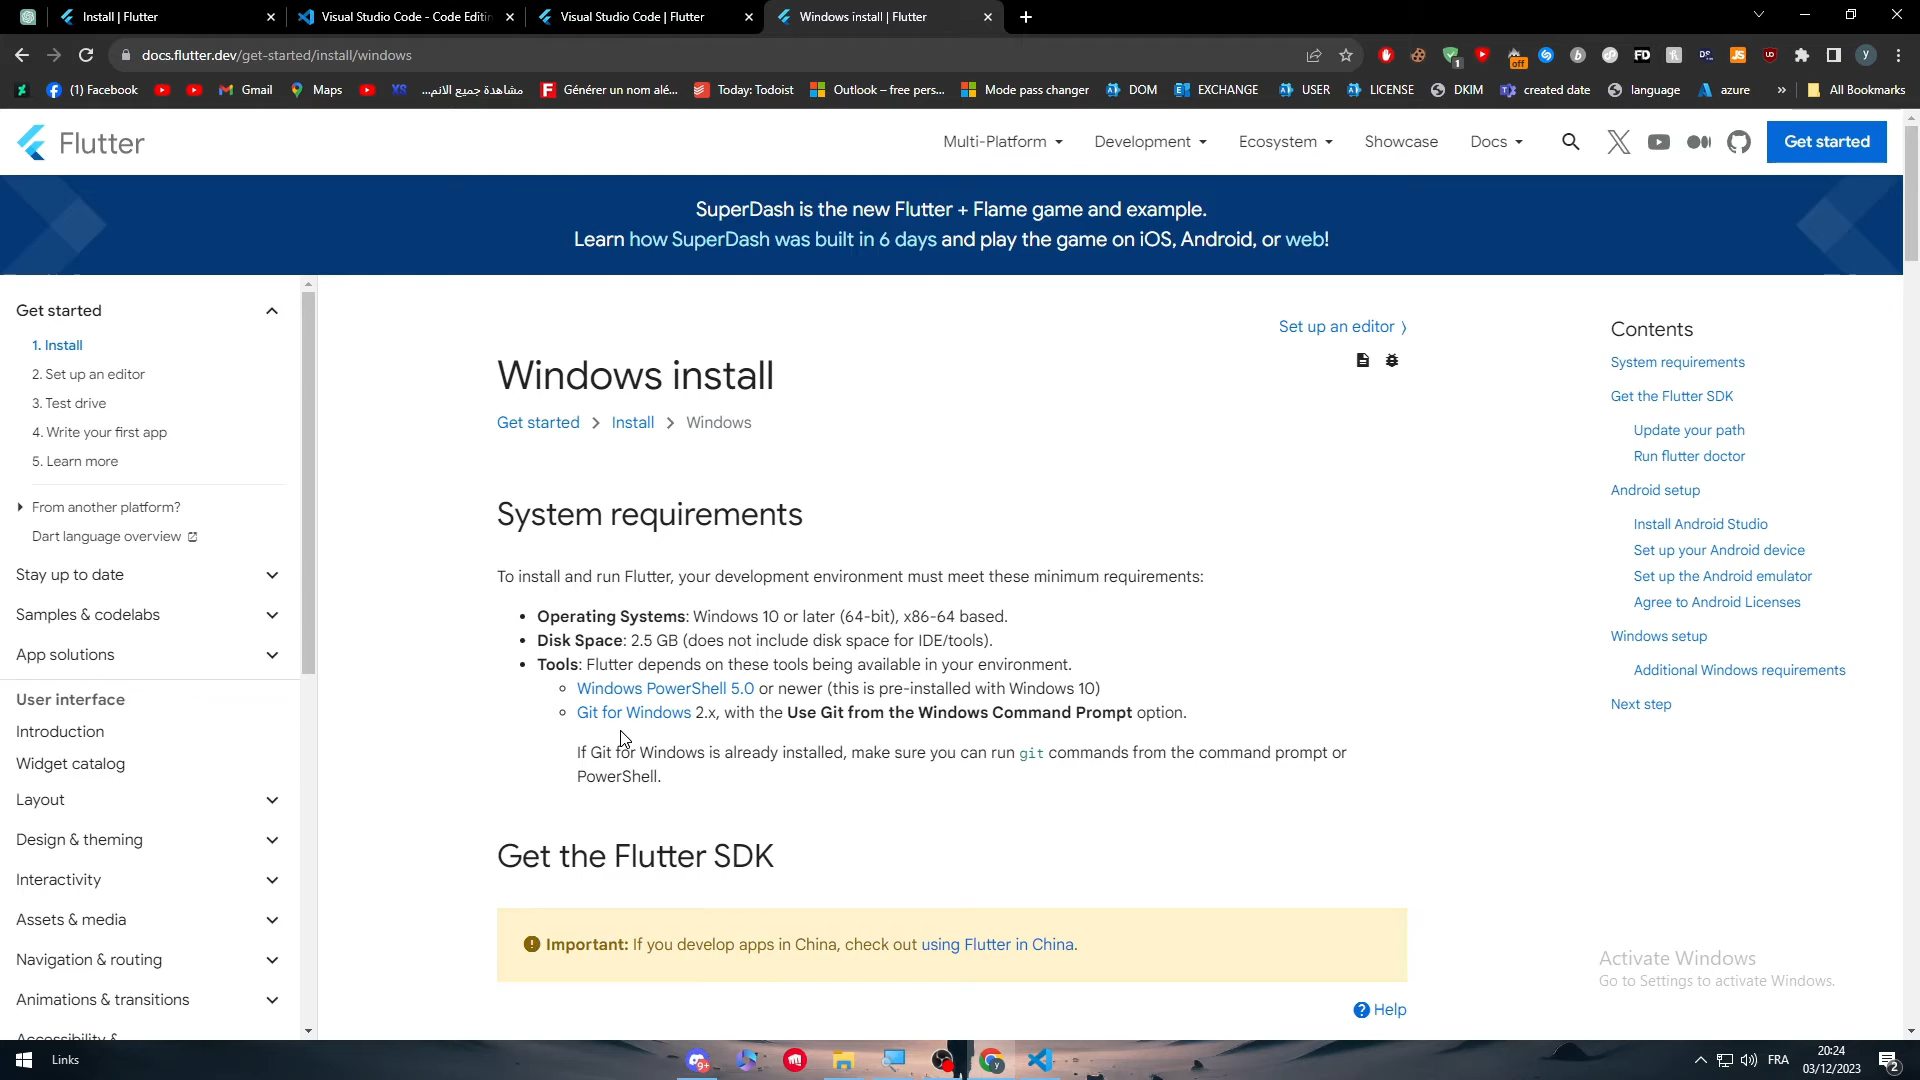 Install | Flutter
Visual Studio Code - Code Editin
Visual Studio Code | Flutter
Windows install | Flutter
docs.flutter.dev/get-started/install/windows
1
off
FD
JS
y
(1) Facebook
Gmail
Maps
XS
مشاهدة جميع الانم...
Générer un nom alé...
Today: Todoist
Outlook – free pers...
Mode pass changer
DOM
EXCHANGE
USER
LICENSE
DKIM
created date
language
azure
»
All Bookmarks
Flutter
Multi-Platform
Development
Ecosystem
Showcase
Docs
Get started
SuperDash is the new Flutter + Flame game and example.
Learn how SuperDash was built in 6 days and play the game on iOS, Android, or web!
Get started
1. Install
2. Set up an editor
3. Test drive
4. Write your first app
5. Learn more
From another platform?
Dart language overview
Stay up to date
Samples & codelabs
App solutions
User interface
Introduction
Widget catalog
Layout
Design & theming
Interactivity
Assets & media
Navigation & routing
Animations & transitions
Accessibility &
Set up an editor
Windows install
Get started > Install > Windows
System requirements
To install and run Flutter, your development environment must meet these minimum requirements:
• Operating Systems: Windows 10 or later (64-bit), x86-64 based.
• Disk Space: 2.5 GB (does not include disk space for IDE/tools).
• Tools: Flutter depends on these tools being available in your environment.
◦ Windows PowerShell 5.0 or newer (this is pre-installed with Windows 10)
◦ Git for Windows 2.x, with the Use Git from the Windows Command Prompt option.
If Git for Windows is already installed, make sure you can run git commands from the command prompt or
PowerShell.
Get the Flutter SDK
Important: If you develop apps in China, check out using Flutter in China.
Help
Contents
System requirements
Get the Flutter SDK
Update your path
Run flutter doctor
Android setup
Install Android Studio
Set up your Android device
Set up the Android emulator
Agree to Android Licenses
Windows setup
Additional Windows requirements
Next step
Activate Windows
Go to Settings to activate Windows.
Links
9+
FRA
20:24
03/12/2023
2